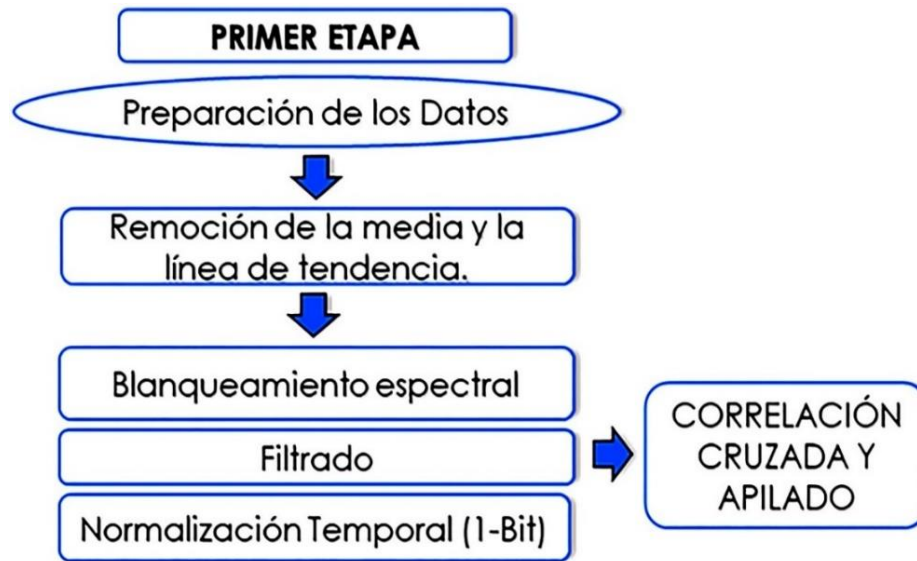 PRIMER ETAPA
Preparación de los Datos
Remoción de la media y la
línea de tendencia.
Blanqueamiento espectral
Filtrado
Normalización Temporal (1-Bit)
CORRELACIÓN
CRUZADA Y
APILADO